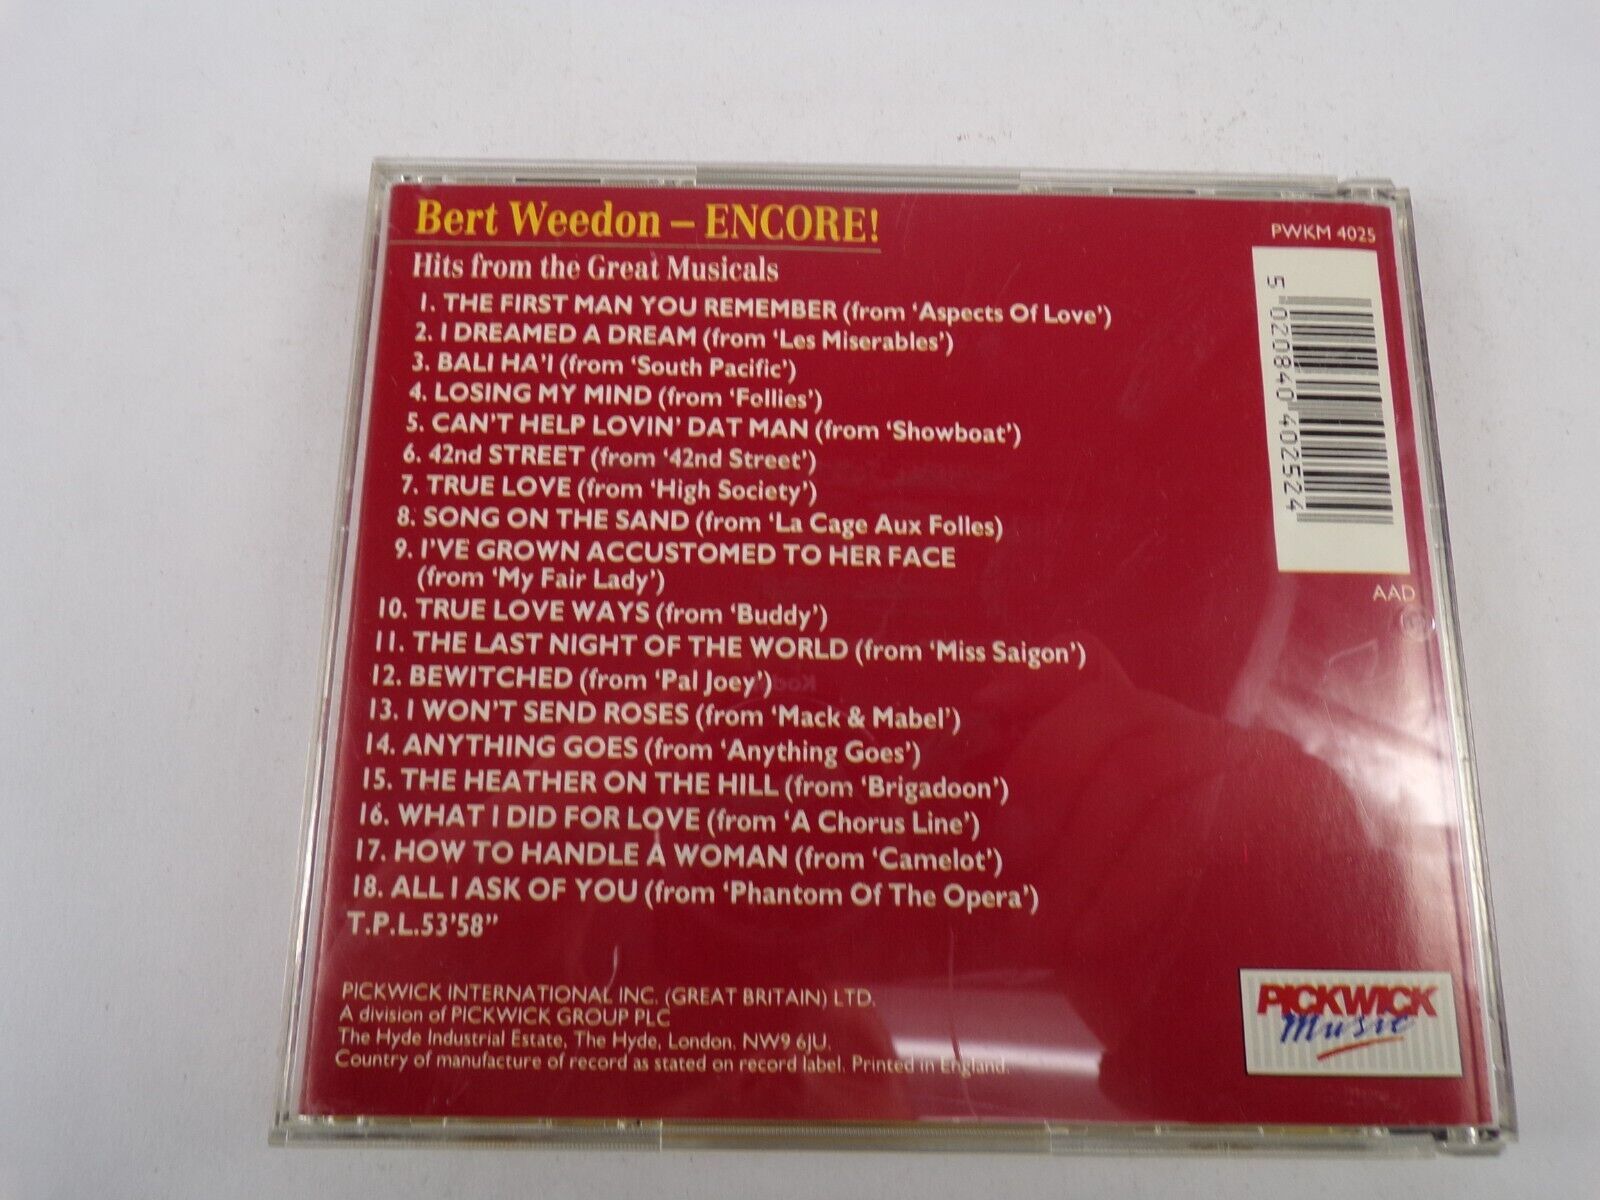 Bert Weedon – ENCORE!
PWKM 4025
Hits from the Great Musicals
1. THE FIRST MAN YOU REMEMBER (from ‘Aspects Of Love’)
2. I DREAMED A DREAM (from ‘Les Miserables’)
3. BALI HA’I (from ‘South Pacific’)
4. LOSING MY MIND (from ‘Follies’)
5. CAN’T HELP LOVIN’ DAT MAN (from ‘Showboat’)
6. 42nd STREET (from ‘42nd Street’)
7. TRUE LOVE (from ‘High Society’)
8. SONG ON THE SAND (from ‘La Cage Aux Folles)
9. I’VE GROWN ACCUSTOMED TO HER FACE
(from ‘My Fair Lady’)
10. TRUE LOVE WAYS (from ‘Buddy’)
11. THE LAST NIGHT OF THE WORLD (from ‘Miss Saigon’)
12. BEWITCHED (from ‘Pal Joey’)
13. I WON’T SEND ROSES (from ‘Mack & Mabel’)
14. ANYTHING GOES (from ‘Anything Goes’)
15. THE HEATHER ON THE HILL (from ‘Brigadoon’)
16. WHAT I DID FOR LOVE (from ‘A Chorus Line’)
17. HOW TO HANDLE A WOMAN (from ‘Camelot’)
18. ALL I ASK OF YOU (from ‘Phantom Of The Opera’)
T.P.L.53’58”
5 020840 402524
AAD
PICKWICK INTERNATIONAL INC. (GREAT BRITAIN) LTD.
A division of PICKWICK GROUP PLC
The Hyde Industrial Estate, The Hyde, London. NW9 6JU.
Country of manufacture of record as stated on record label. Printed in England.
PICKWICK
Music